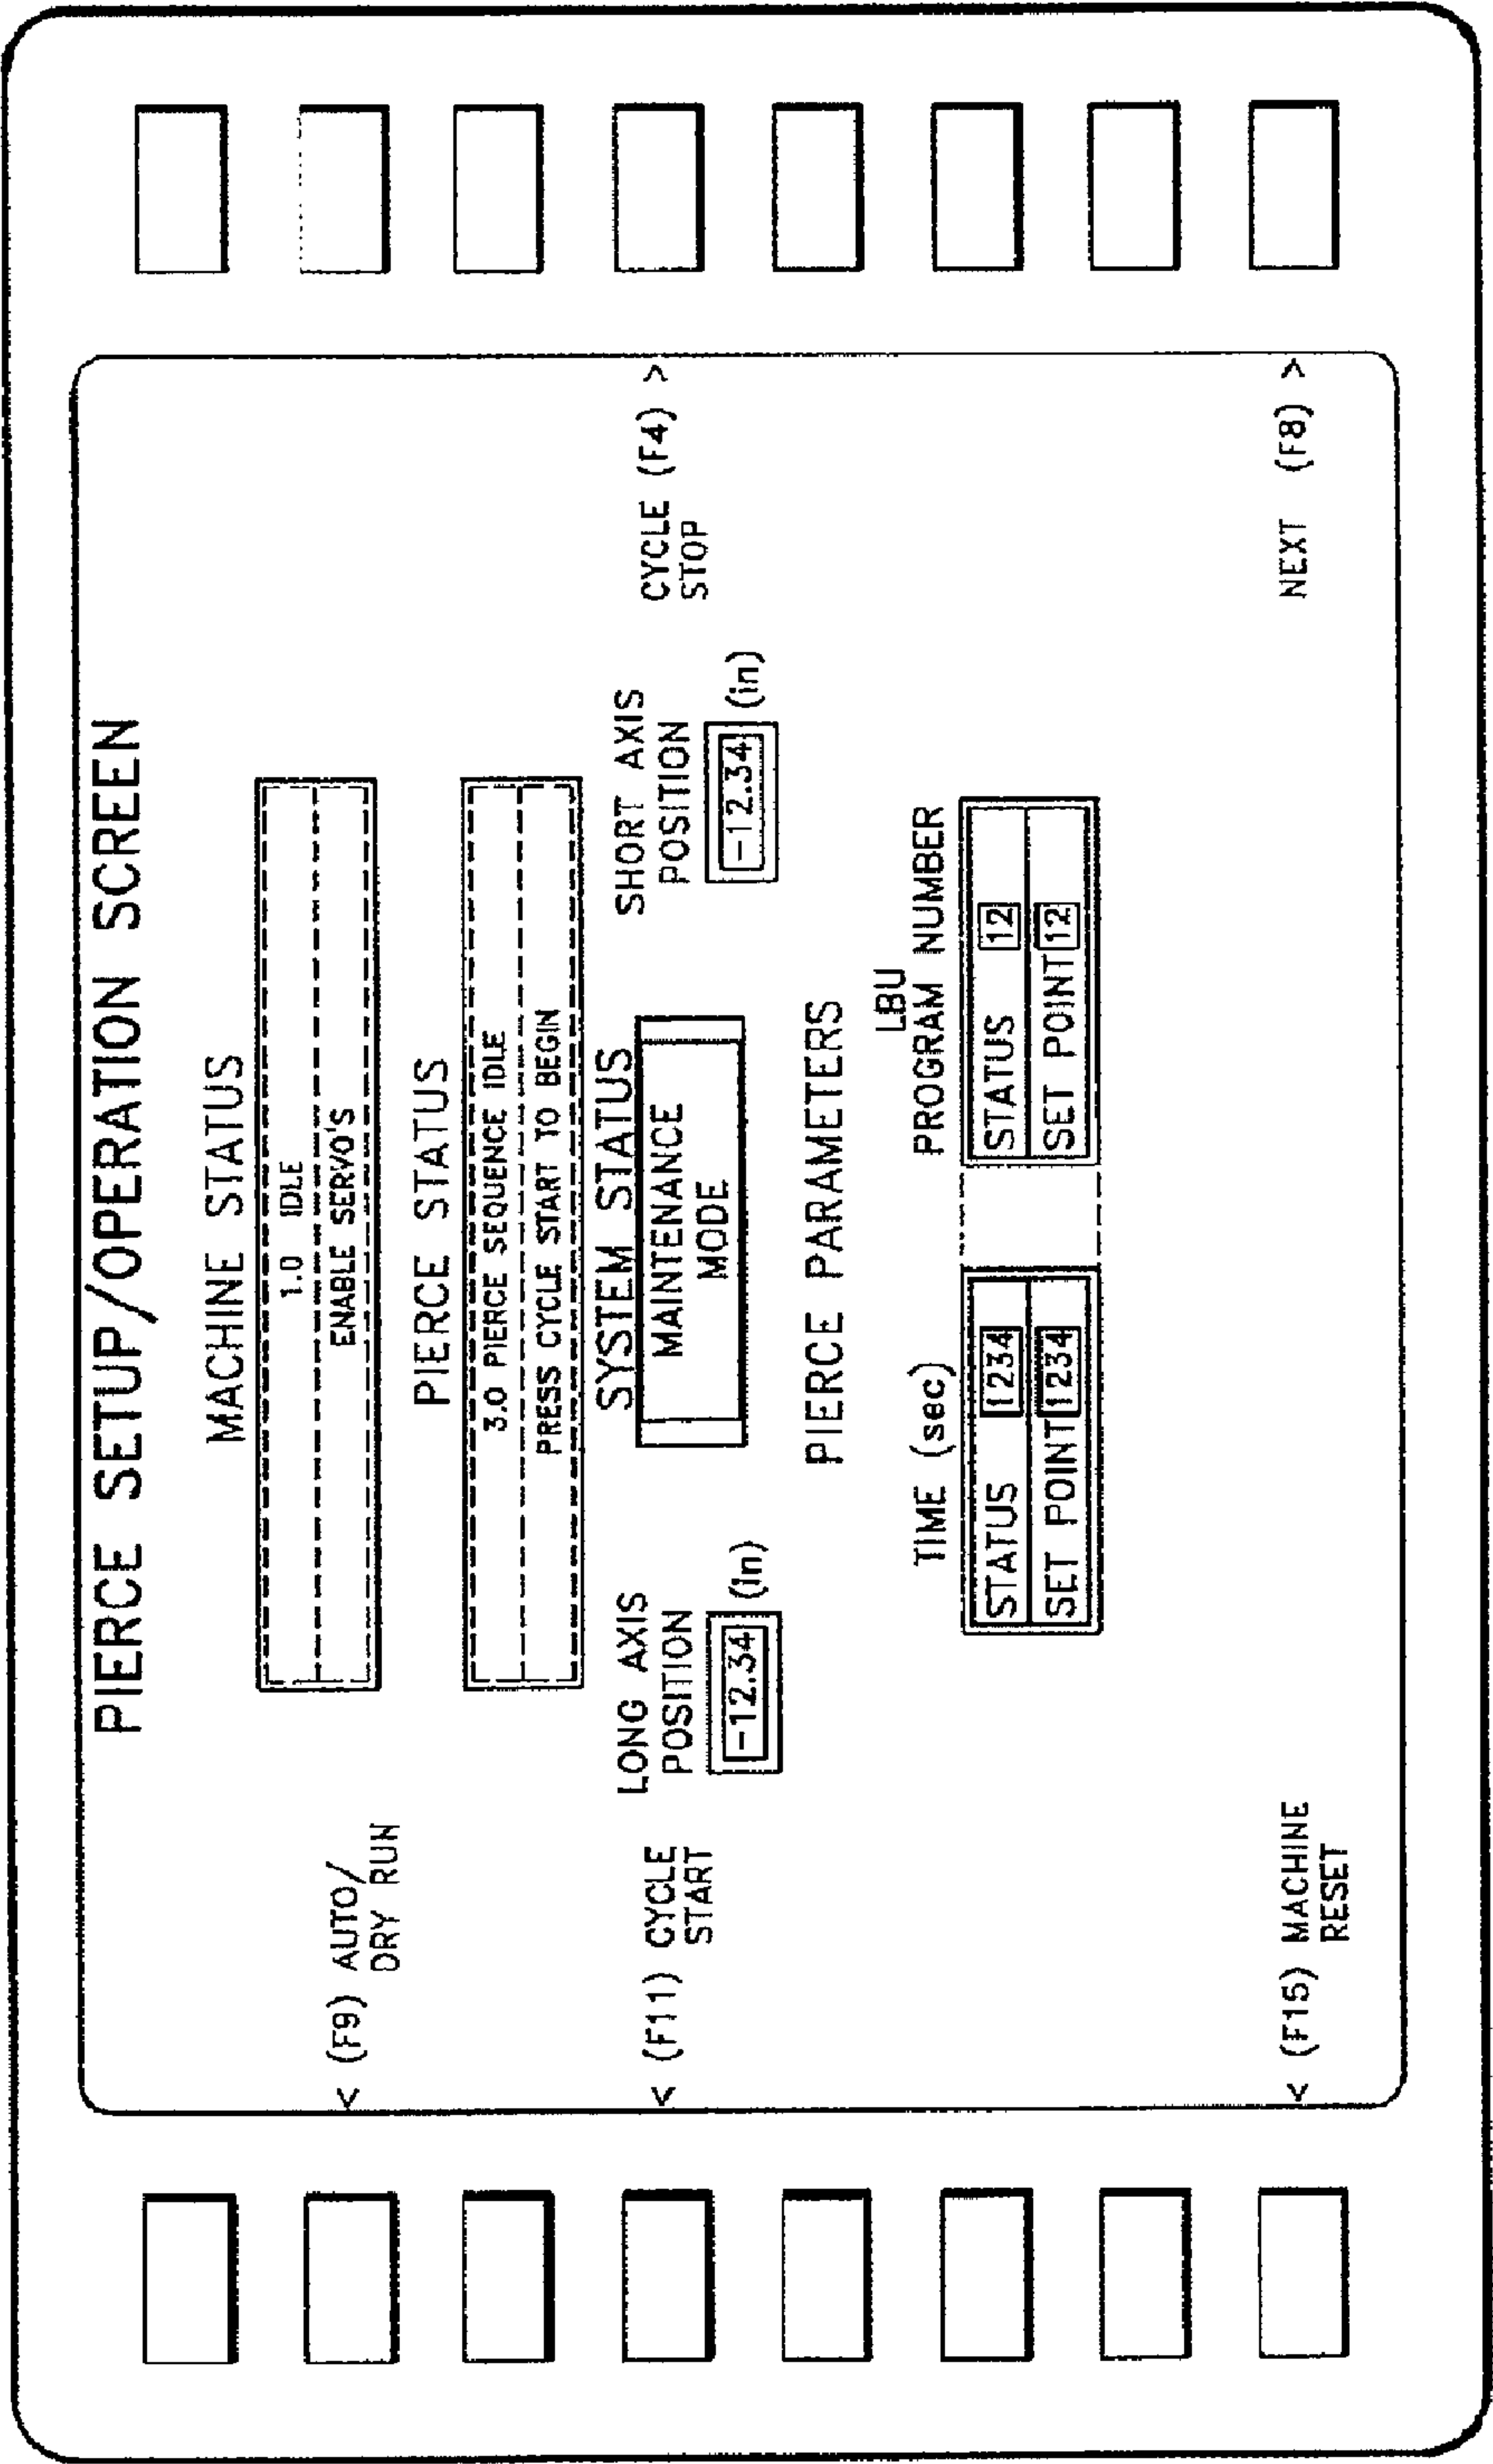 PIERCE SETUP/OPERATION SCREEN
MACHINE STATUS
1.0 IDLE
ENABLE SERVO'S
< (F9) AUTO/
DRY RUN
PIERCE STATUS
3.0 PIERCE SEQUENCE IDLE
PRESS CYCLE START TO BEGIN
SYSTEM STATUS
MAINTENANCE
MODE
LONG AXIS
POSITION
-12.34 (in)
SHORT AXIS
POSITION
-12.34 (in)
< (F11) CYCLE
START
CYCLE (F4) >
STOP
PIERCE PARAMETERS
TIME (sec)
STATUS 1234
SET POINT 1234
LBU
PROGRAM NUMBER
STATUS 12
SET POINT 12
< (F15) MACHINE
RESET
NEXT (F8) >